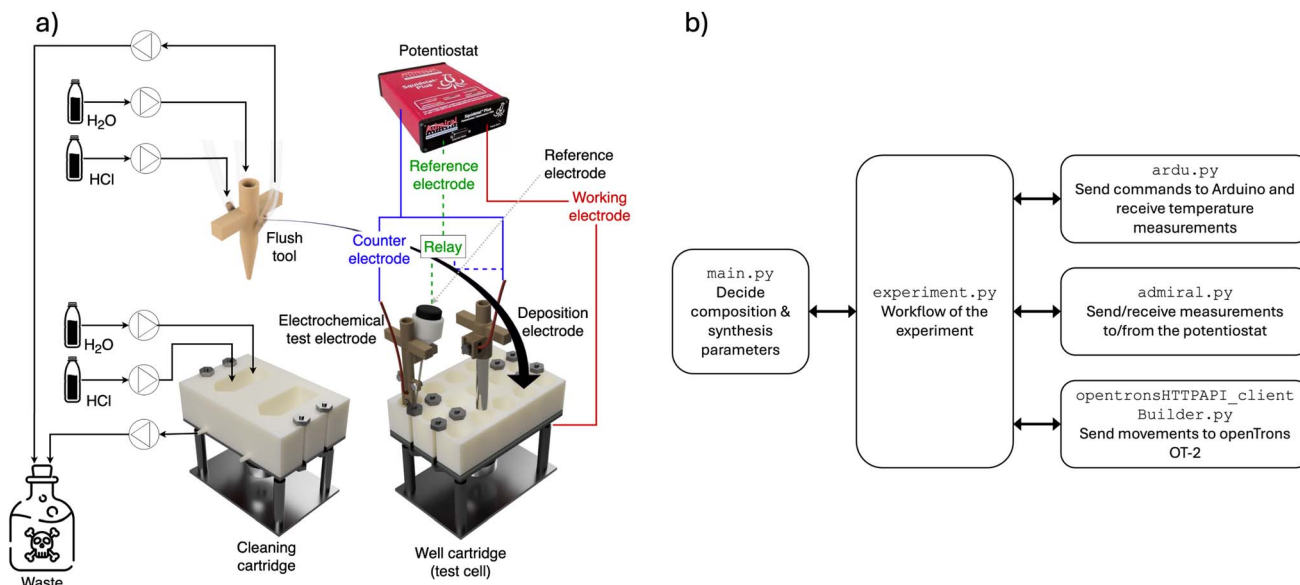 a)
Potentiostat
Squidstat
Plus
Admiral
H₂O
HCl
Reference
electrode
Reference
electrode
Working
electrode
Flush
tool
Counter
electrode
Relay
H₂O
HCl
Electrochemical
test electrode
Deposition
electrode
Cleaning
cartridge
Well cartridge
(test cell)
Waste
b)
main.py
Decide
composition &
synthesis
parameters
experiment.py
Workflow of the
experiment
ardu.py
Send commands to Arduino and
receive temperature
measurements
admiral.py
Send/receive measurements
to/from the potentiostat
opentronsHTTPAPI_client
Builder.py
Send movements to openTrons
OT-2